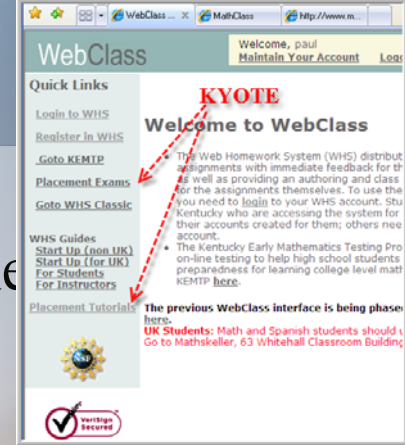 WebClass ... MathClass http://www.m...
WebClass
Welcome, paul
Maintain Your Account
Quick Links
KYOTE
Login to WHS
Welcome to WebClass
Register in WHS
Goto KEMTP
The Web Homework System (WHS) distribut
assignments with immediate feedback for th
as well as providing an authoring and class
Placement Exams
for the assignments themselves. To use the
you need to login to your WHS account. Stu
Goto WHS Classic
Kentucky who are accessing the system for
their accounts created for them; others nee
account.
WHS Guides
The Kentucky Early Mathematics Testing Pro
Start Up (non UK)
on-line testing to help high school students
Start Up (for UK)
preparedness for learning college level math
For Students
KEMTP here.
For Instructors
Placement Tutorials
The previous WebClass interface is being phased
here.
UK Students: Math and Spanish students should u
Go to Mathskeller, 63 Whitehall Classroom Building
NSF
VeriSign
Secured